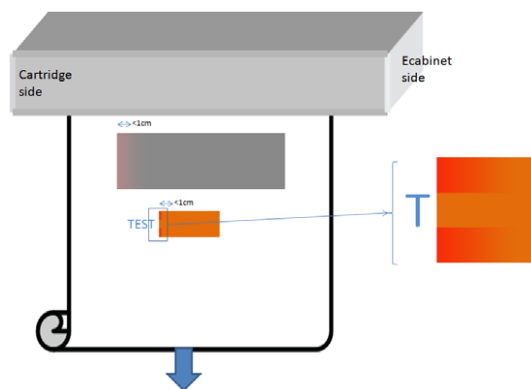 Cartridge
side
Ecabinet
side
<1cm
<1cm
TEST
T